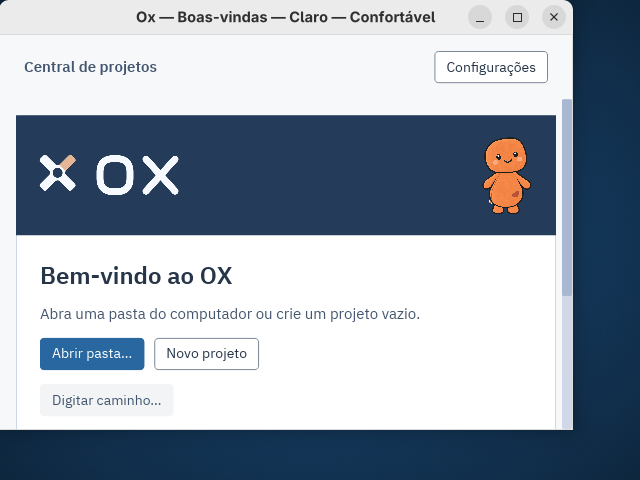 Ox — Boas-vindas — Claro — Confortável
Central de projetos
Configurações
OX
Bem-vindo ao OX
Abra uma pasta do computador ou crie um projeto vazio.
Abrir pasta...
Novo projeto
Digitar caminho...